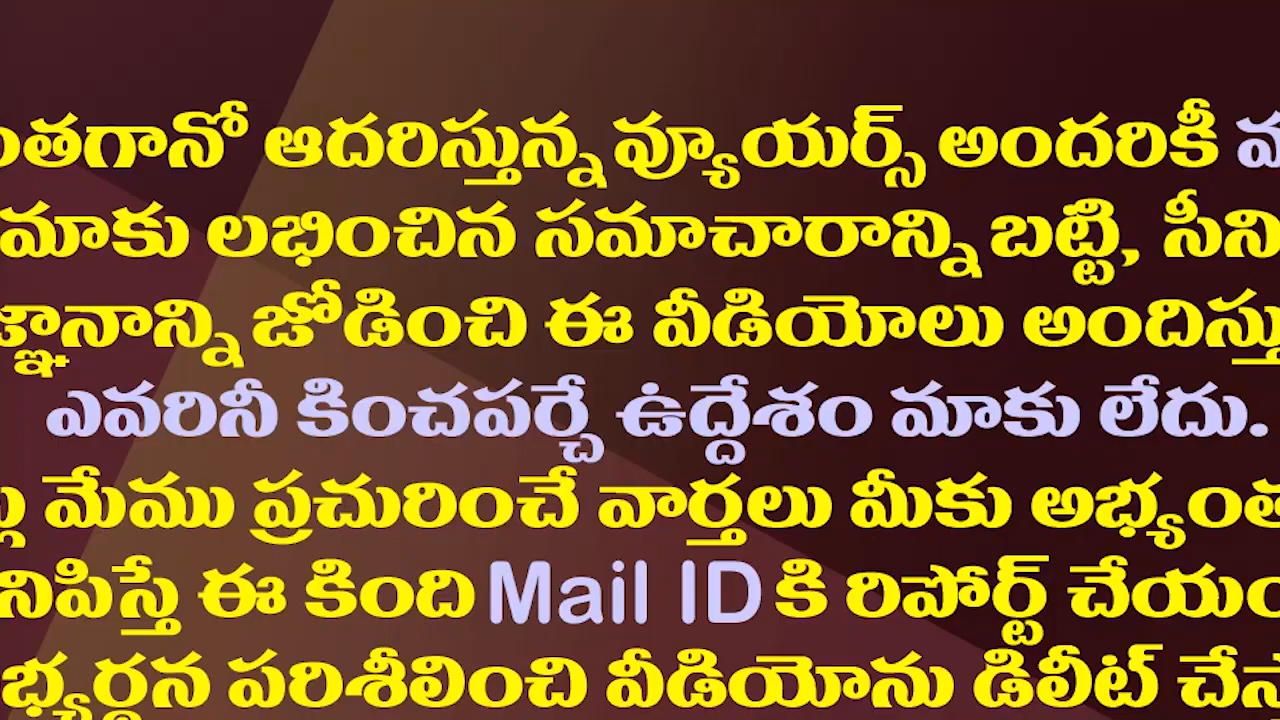 ఆదరిస్తున్న వ్యూయర్స్ అందరికీ
మాకు లభించిన సమాచారాన్ని బట్టి,
జోడించి ఈ వీడియోలు
ఎవరినీ కించపర్చే ఉద్దేశం మాకు లేదు.
మేము ప్రచురించే వార్తలు మీకు
ఈ కింది Mail ID కి రిపోర్ట్
పరిశీలించి వీడియోను డిలీట్